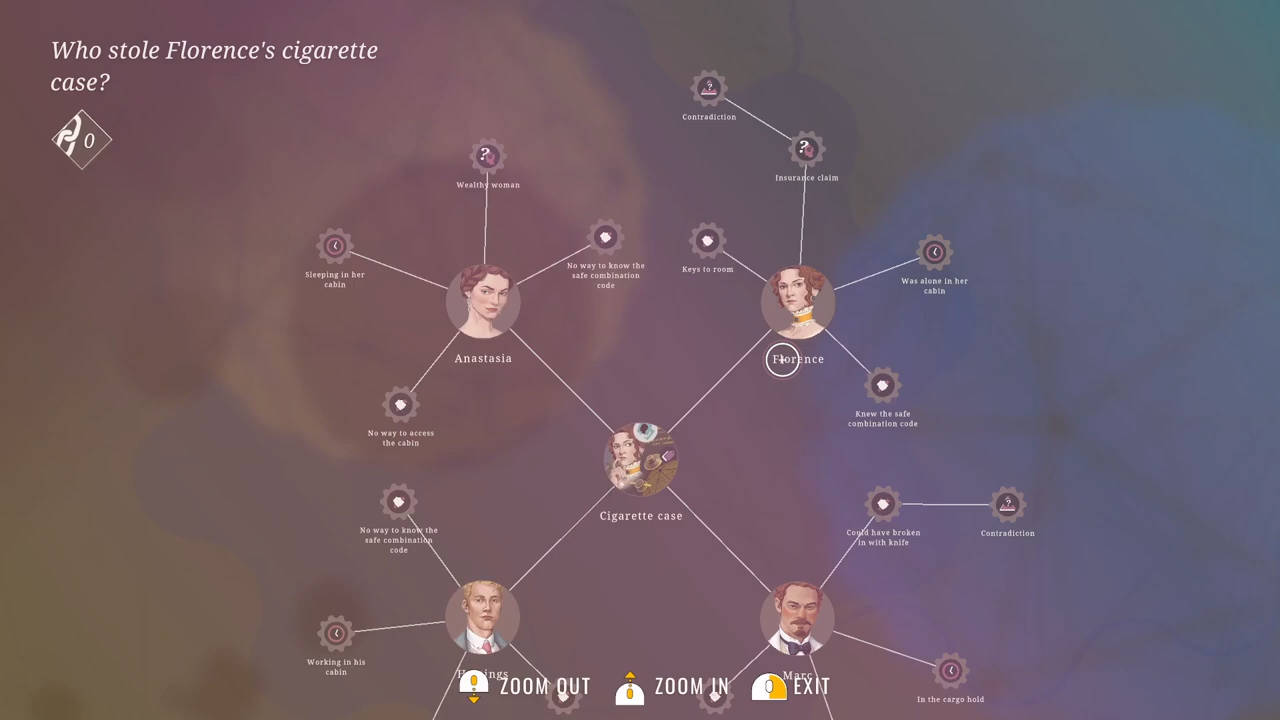 Who stole Florence's cigarette
case?
0
Contradiction
Insurance claim
Wealthy woman
Sleeping in her
cabin
No way to know the
safe combination
code
Keys to room
Was alone in her
cabin
Anastasia
Florence
No way to access
the cabin
Knew the safe
combination code
Cigarette case
No way to know the
safe combination
code
Could have broken
in with knife
Contradiction
Working in his
cabin
Marc
In the cargo hold
ZOOM OUT
ZOOM IN
EXIT